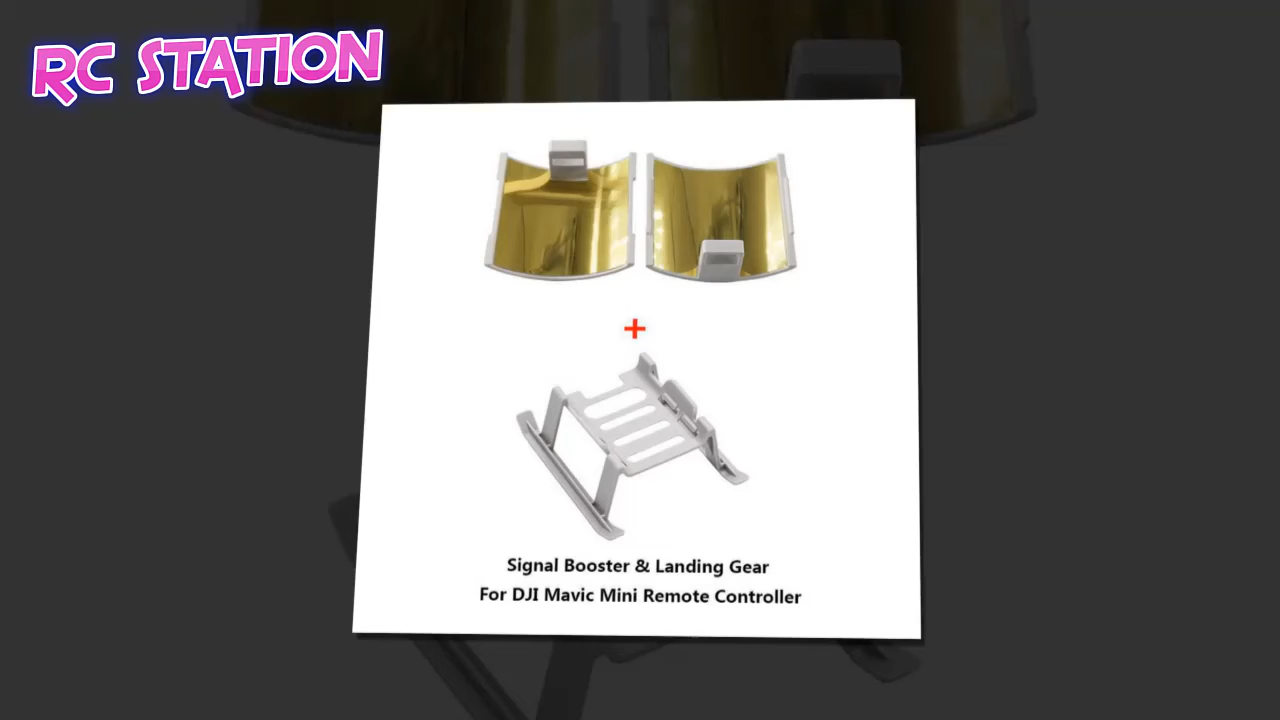 RC STATION
Signal Booster & Landing Gear
For DJI Mavic Mini Remote Controller